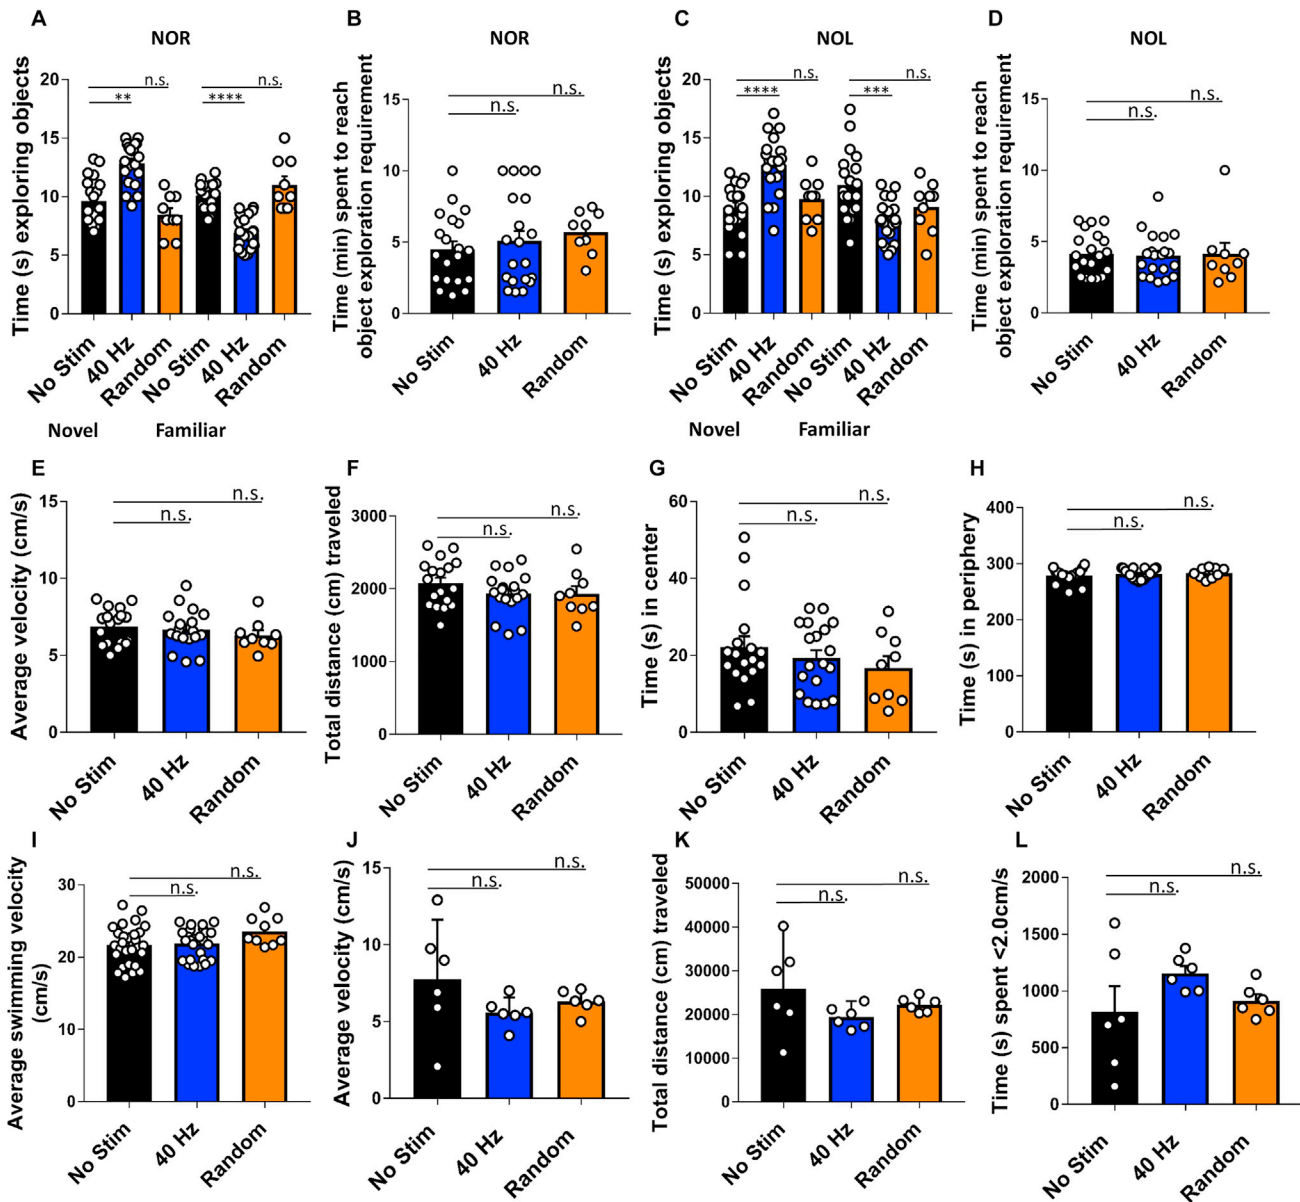 A
NOR
Time (s) exploring objects
20
15
10
5
0
n.s.
**
n.s.
****
No Stim
40 Hz
Random
No Stim
40 Hz
Random
Novel
Familiar
B
NOR
Time (min) spent to reach
object exploration requirement
15
10
5
0
n.s.
n.s.
No Stim
40 Hz
Random
C
NOL
Time (s) exploring objects
20
15
10
5
0
n.s.
****
n.s.
***
No Stim
40 Hz
Random
No Stim
40 Hz
Random
Novel
Familiar
D
NOL
Time (min) spent to reach
object exploration requirement
15
10
5
0
n.s.
n.s.
No Stim
40 Hz
Random
E
Average velocity (cm/s)
15
10
5
0
n.s.
n.s.
No Stim
40 Hz
Random
F
Total distance (cm) traveled
3000
2000
1000
0
n.s.
n.s.
No Stim
40 Hz
Random
G
Time (s) in center
60
40
20
0
n.s.
n.s.
No Stim
40 Hz
Random
H
Time (s) in periphery
400
300
200
100
0
n.s.
n.s.
No Stim
40 Hz
Random
I
Average swimming velocity
(cm/s)
30
20
10
0
n.s.
n.s.
No Stim
40 Hz
Random
J
Average velocity (cm/s)
15
10
5
0
n.s.
n.s.
No Stim
40 Hz
Random
K
Total distance (cm) traveled
50000
40000
30000
20000
10000
0
n.s.
n.s.
No Stim
40 Hz
Random
L
Time (s) spent <2.0cm/s
2000
1500
1000
500
0
n.s.
n.s.
No Stim
40 Hz
Random